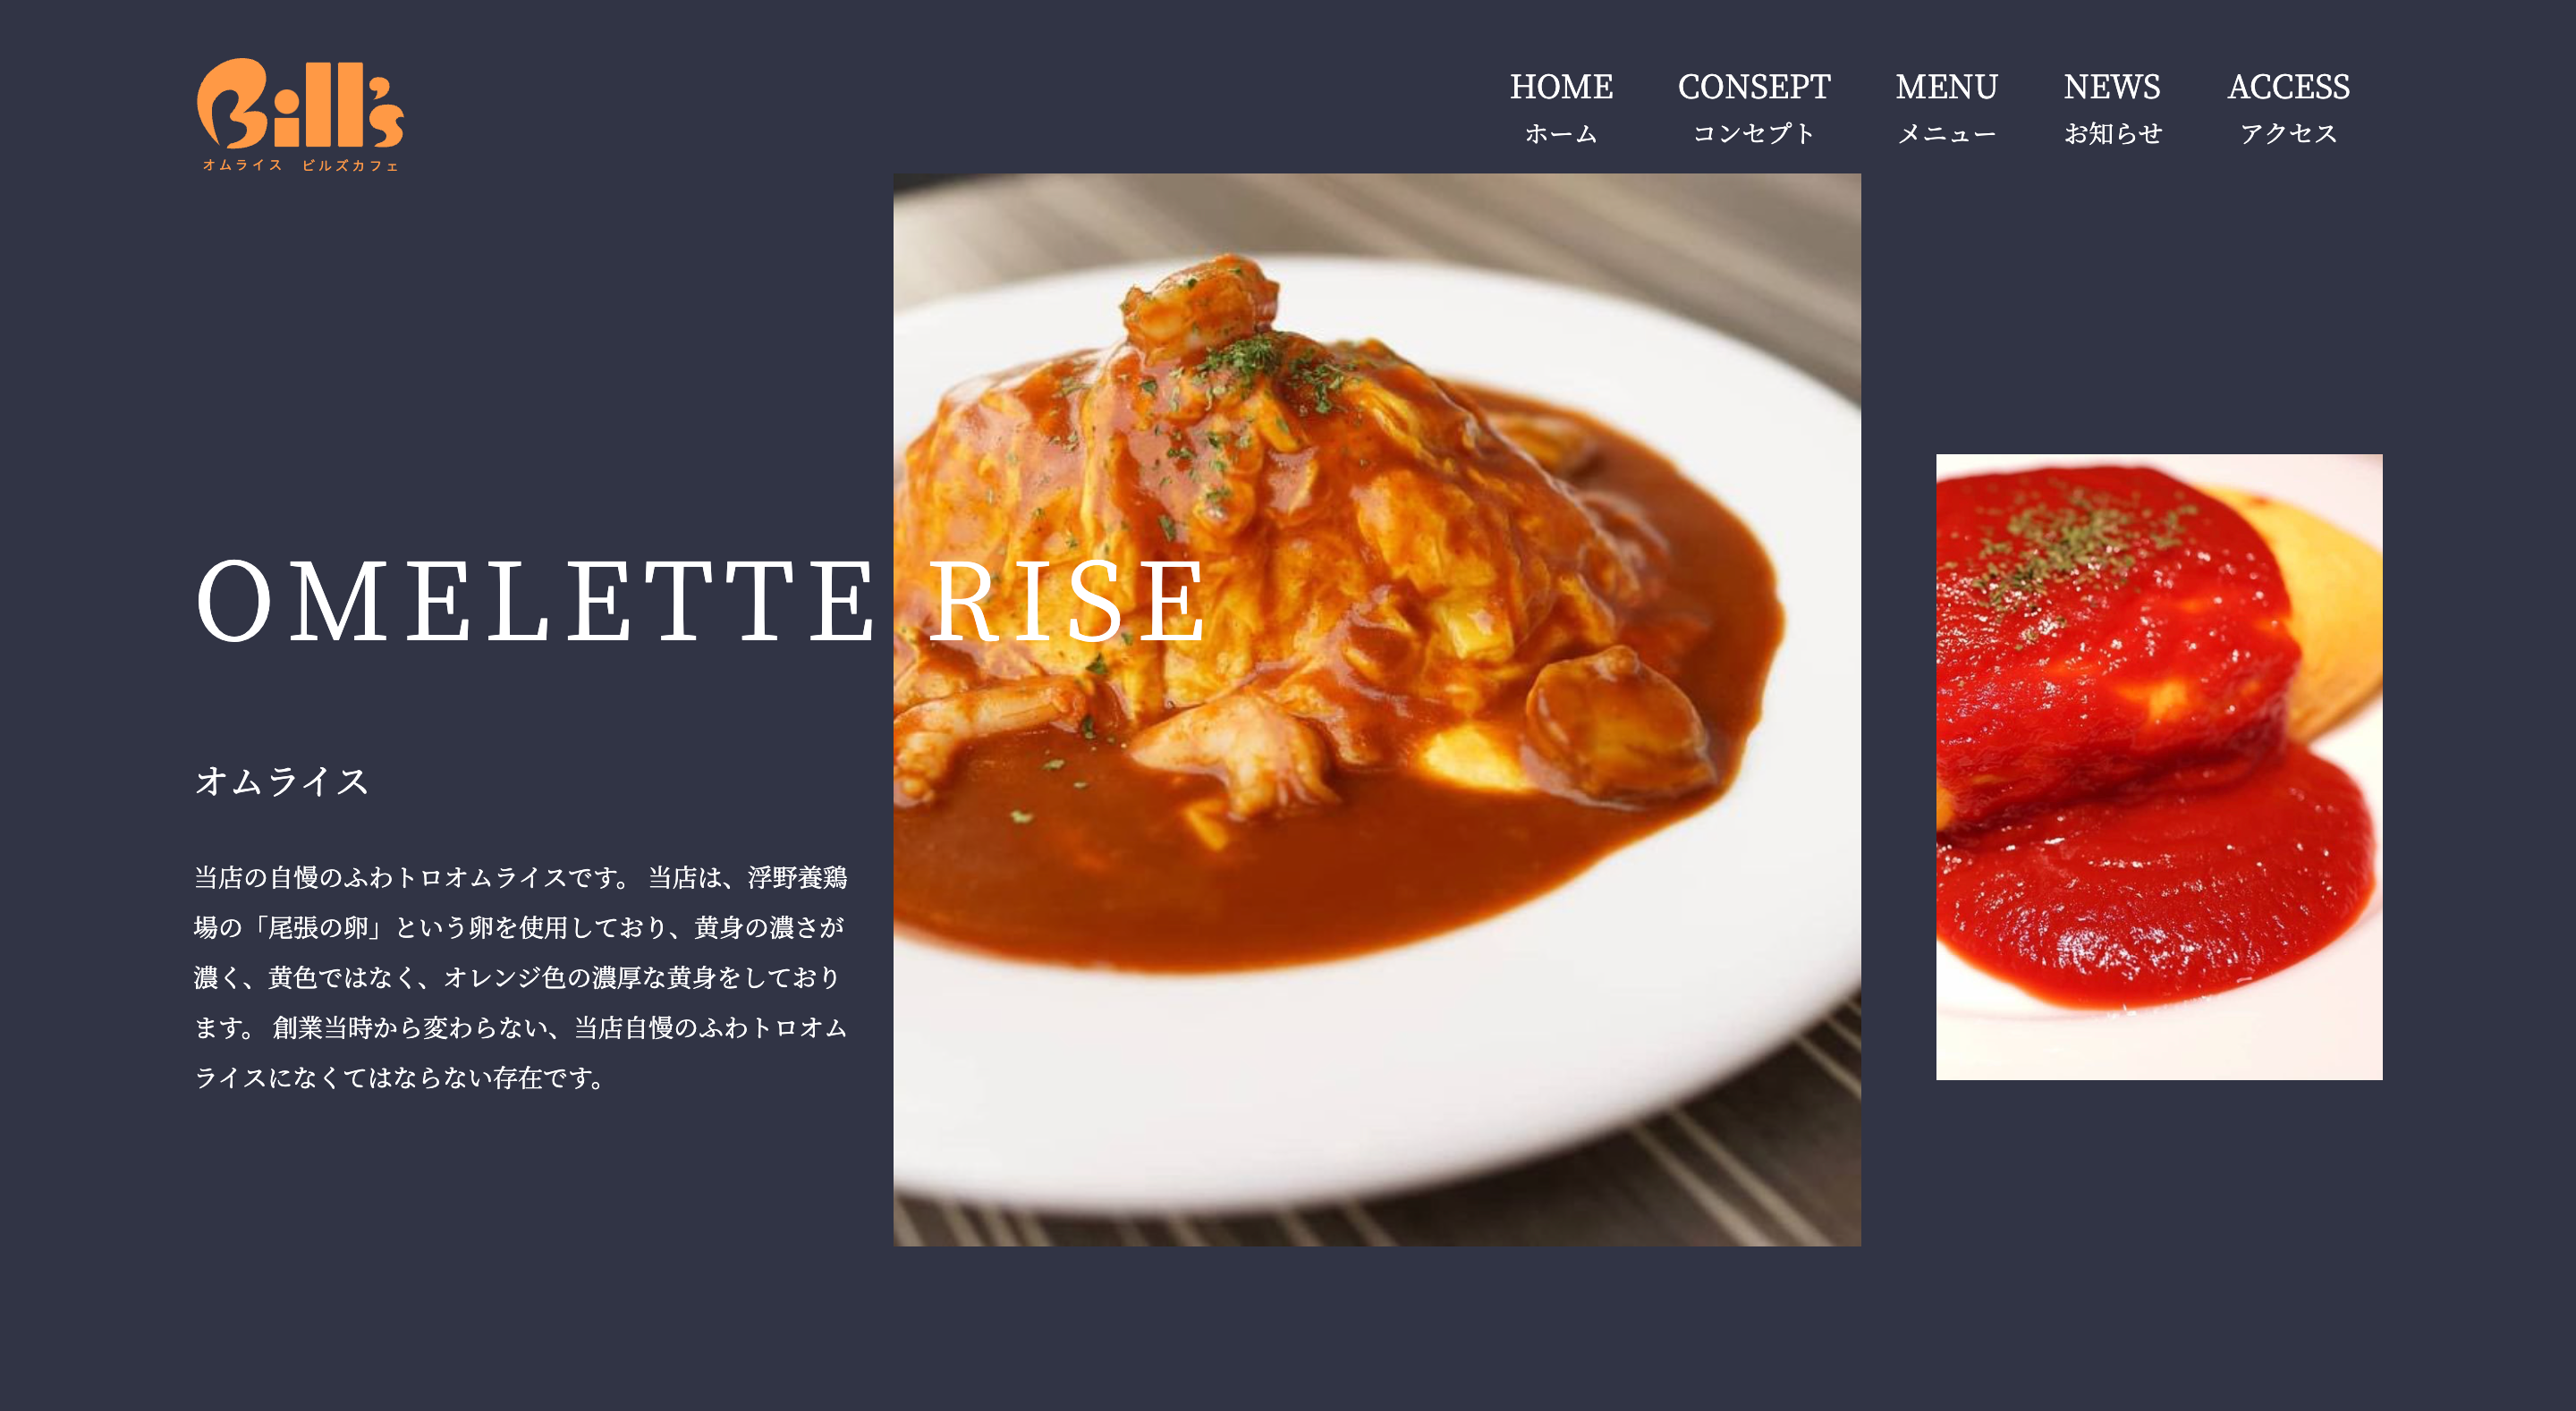 Bill's
オムライス ビルズカフェ
HOME CONSEPT MENU NEWS ACCESS
ホーム コンセプト メニュー お知らせ アクセス
OMELETTE RISE
オムライス
当店の自慢のふわトロオムライスです。 当店は、浮野養鶏
場の「尾張の卵」という卵を使用しており、黄身の濃さが
濃く、黄色ではなく、オレンジ色の濃厚な黄身をしており
ます。 創業当時から変わらない、当店自慢のふわトロオム
ライスになくてはならない存在です。